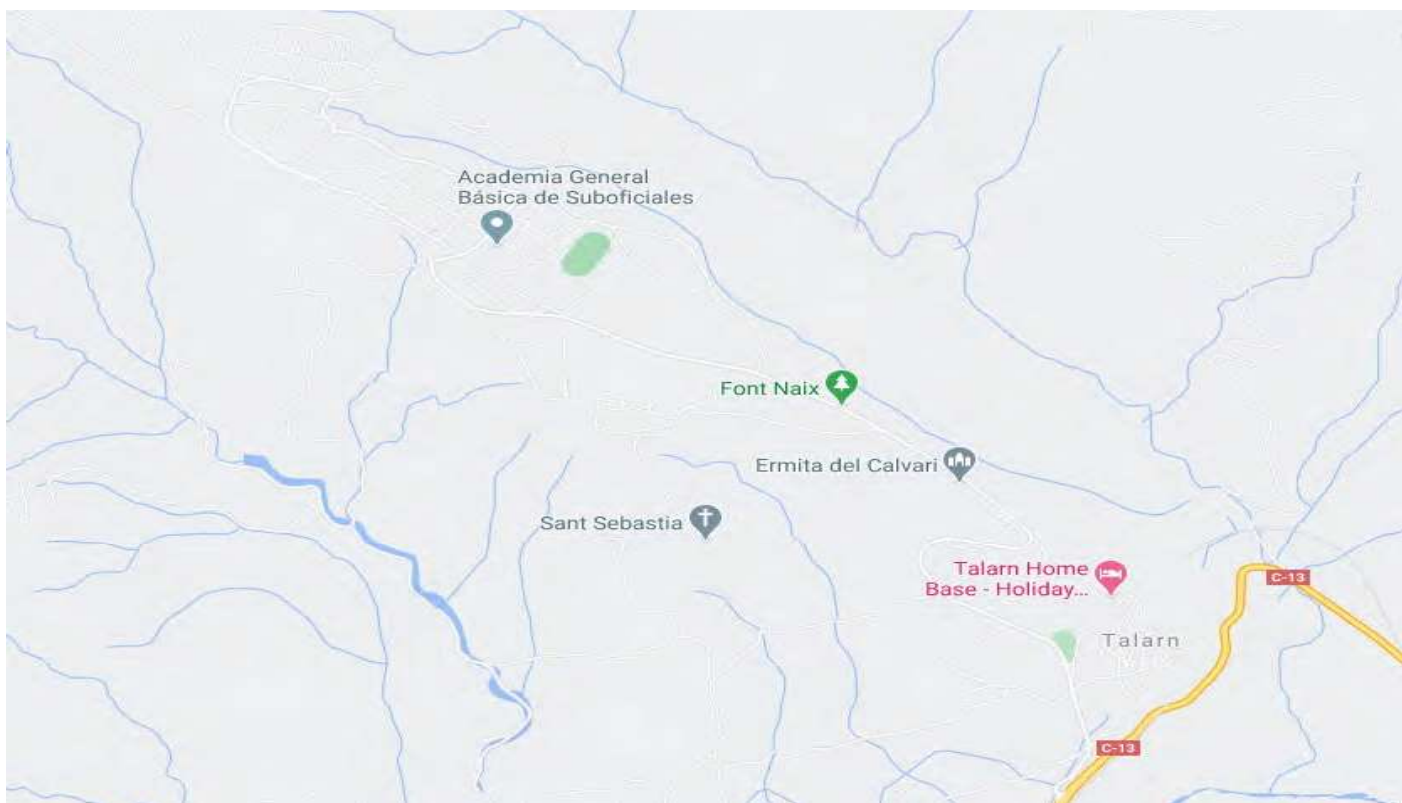 Academia General
Básica de Suboficiales
Font Naix
Ermita del Calvari
Sant Sebastia
Talarn Home
Base - Holiday...
C-13
Talarn
C-13